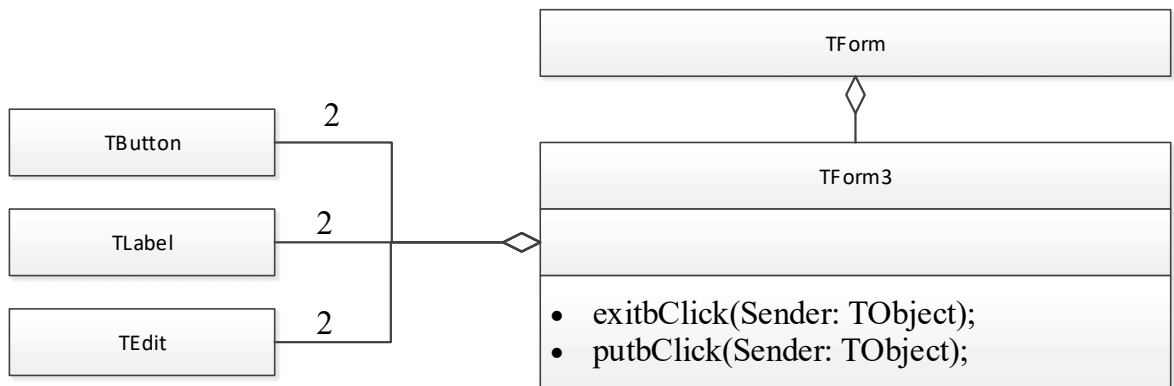 TForm
TButton
2
TForm3
TLabel
2
TEdit
2
• exitbClick(Sender: TObject);
• putbClick(Sender: TObject);